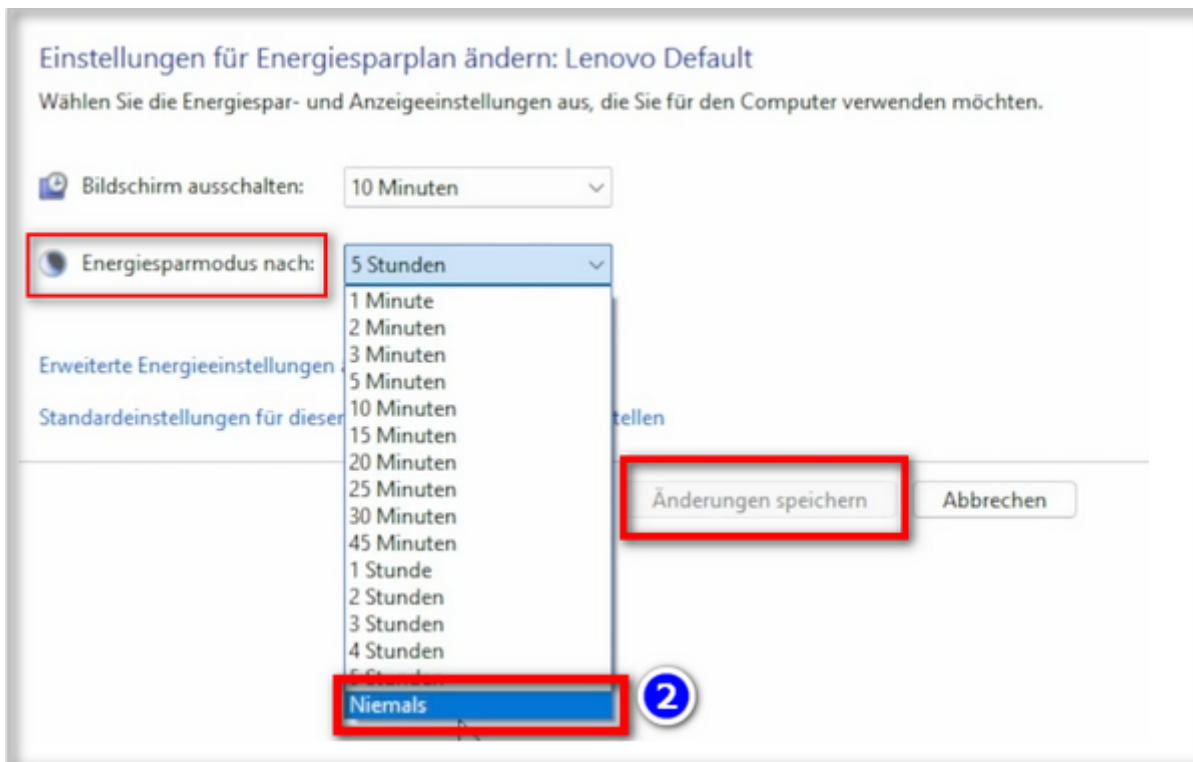 Einstellungen für Energiesparplan ändern: Lenovo Default
Wählen Sie die Energiespar- und Anzeigeeinstellungen aus, die Sie für den Computer verwenden möchten.
Bildschirm ausschalten: 10 Minuten
Energiesparmodus nach: 5 Stunden
1 Minute
2 Minuten
3 Minuten
Erweiterte Energieeinstellungen
5 Minuten
10 Minuten
Standardeinstellungen für dieser tellen
15 Minuten
20 Minuten
25 Minuten
Änderungen speichern Abbrechen
30 Minuten
45 Minuten
1 Stunde
2 Stunden
3 Stunden
4 Stunden
5 Stunden
Niemals 2